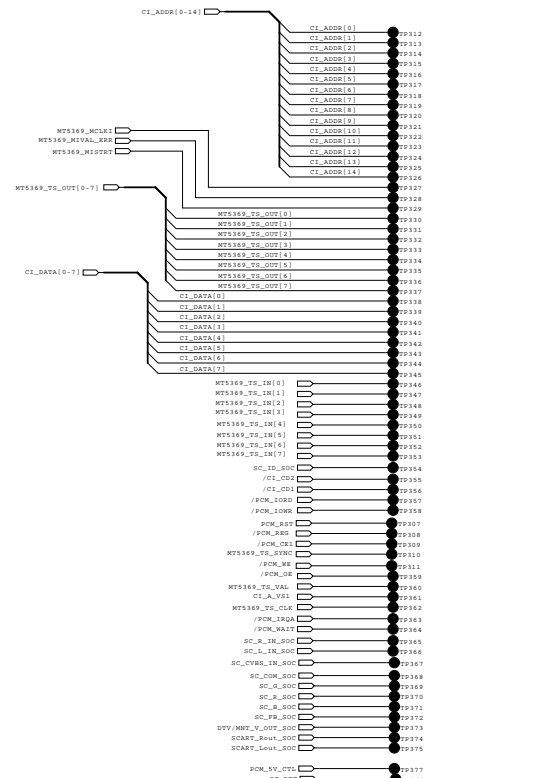 CI_ADDR[0-14]
CI_ADDR[0] TP312
CI_ADDR[1] TP313
CI_ADDR[2] TP314
CI_ADDR[3] TP315
CI_ADDR[4] TP316
CI_ADDR[5] TP317
CI_ADDR[6] TP318
CI_ADDR[7] TP319
CI_ADDR[8] TP320
CI_ADDR[9] TP321
CI_ADDR[10] TP322
CI_ADDR[11] TP323
CI_ADDR[12] TP324
CI_ADDR[13] TP325
CI_ADDR[14] TP326
MT5369_MCLKI TP327
MT5369_MIVAL_ERR TP328
MT5369_MISTRT TP329
MT5369_TS_OUT[0-7]
MT5369_TS_OUT[0] TP330
MT5369_TS_OUT[1] TP331
MT5369_TS_OUT[2] TP332
MT5369_TS_OUT[3] TP333
MT5369_TS_OUT[4] TP334
MT5369_TS_OUT[5] TP335
MT5369_TS_OUT[6] TP336
MT5369_TS_OUT[7] TP337
CI_DATA[0-7]
CI_DATA[0] TP338
CI_DATA[1] TP339
CI_DATA[2] TP340
CI_DATA[3] TP341
CI_DATA[4] TP342
CI_DATA[5] TP343
CI_DATA[6] TP344
CI_DATA[7] TP345
MT5369_TS_IN[0] TP346
MT5369_TS_IN[1] TP347
MT5369_TS_IN[2] TP348
MT5369_TS_IN[3] TP349
MT5369_TS_IN[4] TP350
MT5369_TS_IN[5] TP351
MT5369_TS_IN[6] TP352
MT5369_TS_IN[7] TP353
SC_ID_SOC TP354
/CI_CD2 TP355
/CI_CD1 TP356
/PCM_IORD TP357
/PCM_IOWR TP358
PCM_RST TP307
/PCM_REG TP308
/PCM_CE1 TP309
MT5369_TS_SYNC TP310
/PCM_WE TP311
/PCM_OE TP359
MT5369_TS_VAL TP360
CI_A_VS1 TP361
MT5369_TS_CLK TP362
/PCM_IRQA TP363
/PCM_WAIT TP364
SC_R_IN_SOC TP365
SC_L_IN_SOC TP366
SC_CVBS_IN_SOC TP367
SC_COM_SOC TP368
SC_G_SOC TP369
SC_R_SOC TP370
SC_B_SOC TP371
SC_FB_SOC TP372
DTV/MNT_V_OUT_SOC TP373
SCART_Rout_SOC TP374
SCART_Lout_SOC TP375
PCM_5V_CTL TP377